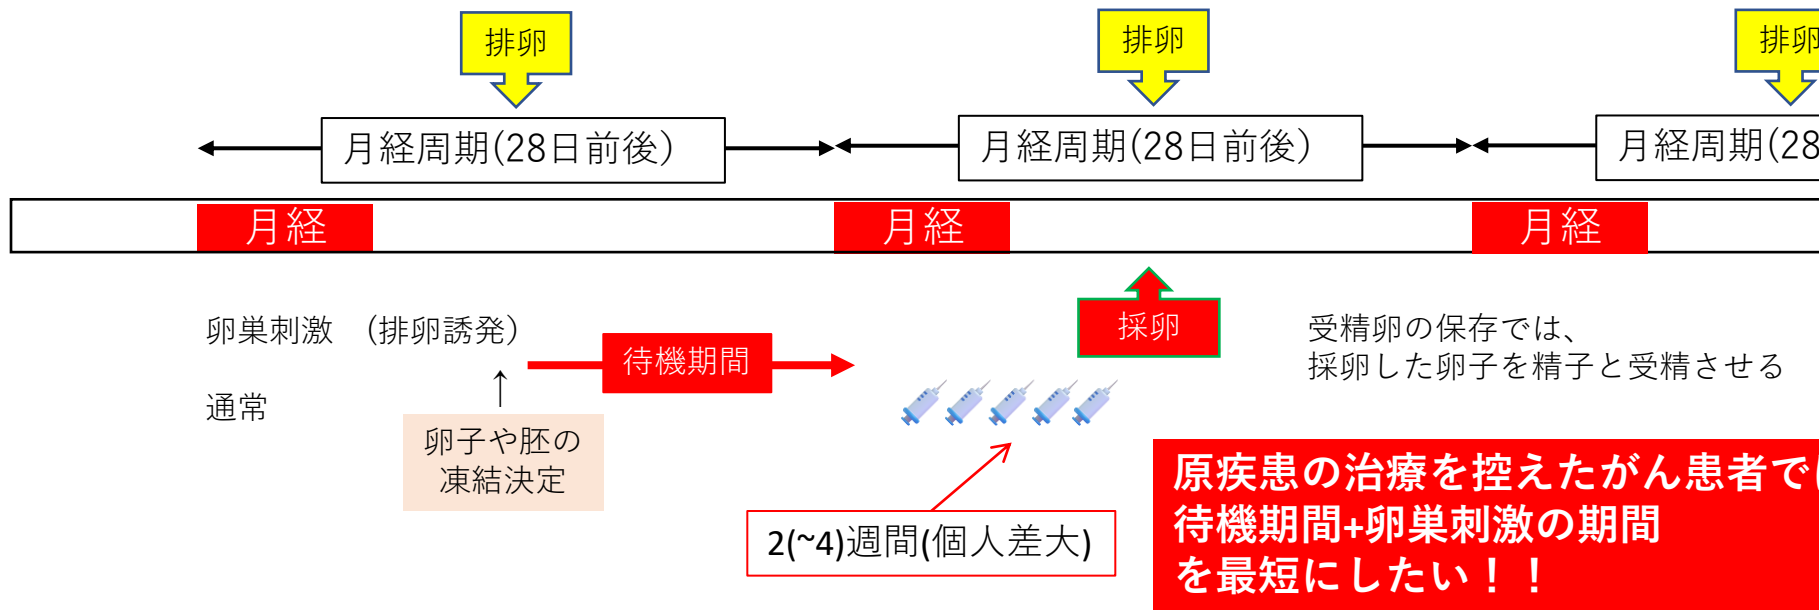 排卵
排卵
排卵
月経周期(28日前後)
月経周期(28日前後)
月経周期(28
月経
月経
月経
卵巣刺激 (排卵誘発)
通常
待機期間
採卵
受精卵の保存では、
採卵した卵子を精子と受精させる
↑
卵子や胚の
凍結決定
2(~4)週間(個人差大)
原疾患の治療を控えたがん患者で
待機期間+卵巣刺激の期間
を最短にしたい！！